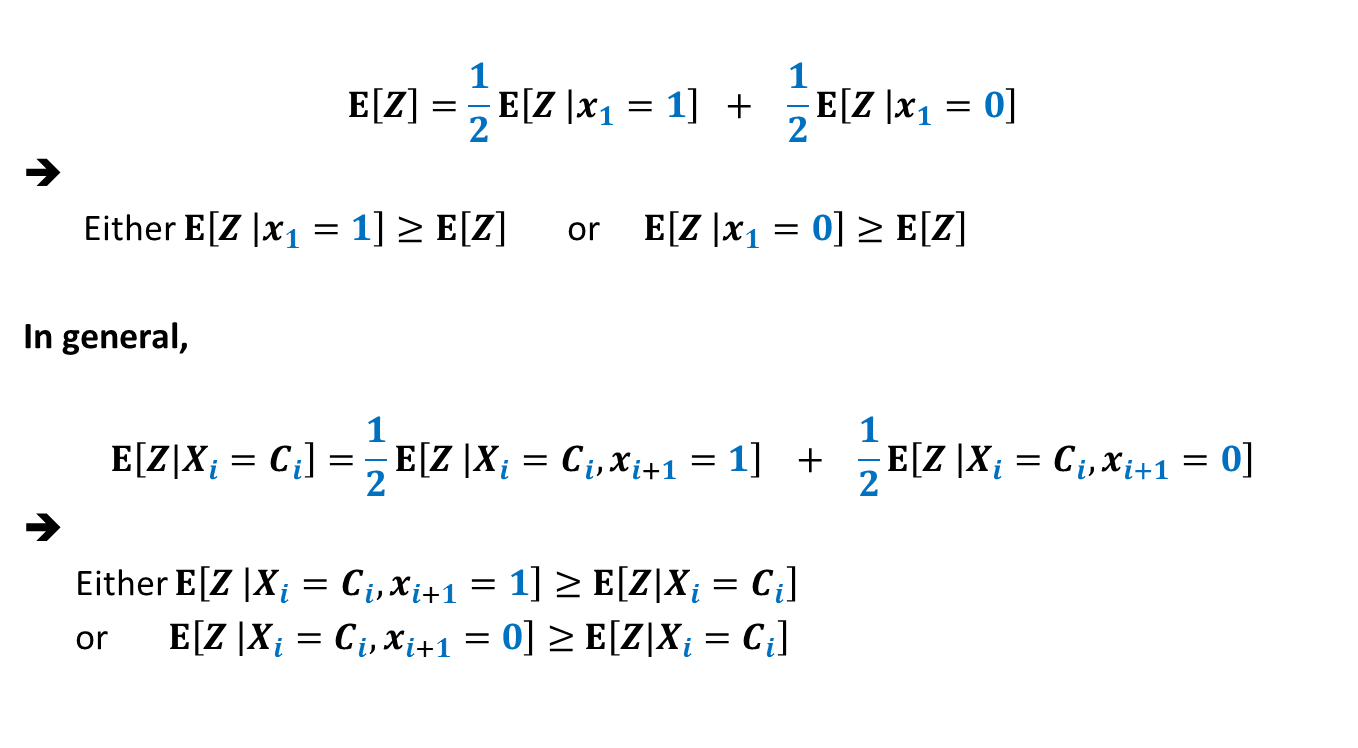 E[Z] = 1/2 E[Z |x₁ = 1] + 1/2 E[Z |x₁ = 0]
➔
Either E[Z |x₁ = 1] ≥ E[Z] or E[Z |x₁ = 0] ≥ E[Z]
In general,
E[Z|Xᵢ = Cᵢ] = 1/2 E[Z |Xᵢ = Cᵢ, xᵢ₊₁ = 1] + 1/2 E[Z |Xᵢ = Cᵢ, xᵢ₊₁ = 0]
➔
Either E[Z |Xᵢ = Cᵢ, xᵢ₊₁ = 1] ≥ E[Z|Xᵢ = Cᵢ]
or E[Z |Xᵢ = Cᵢ, xᵢ₊₁ = 0] ≥ E[Z|Xᵢ = Cᵢ]